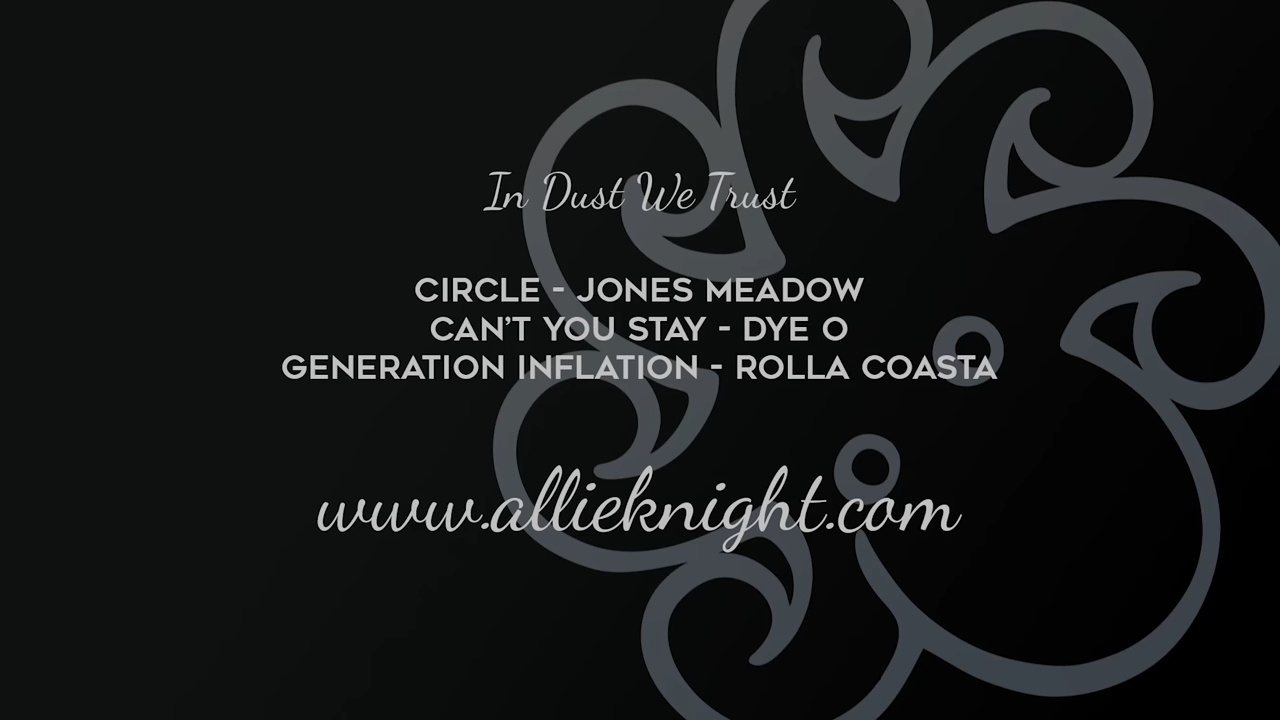 In Dust We Trust
CIRCLE - JONES MEADOW
CAN'T YOU STAY - DYE O
GENERATION INFLATION - ROLLA COASTA
www.allieknight.com